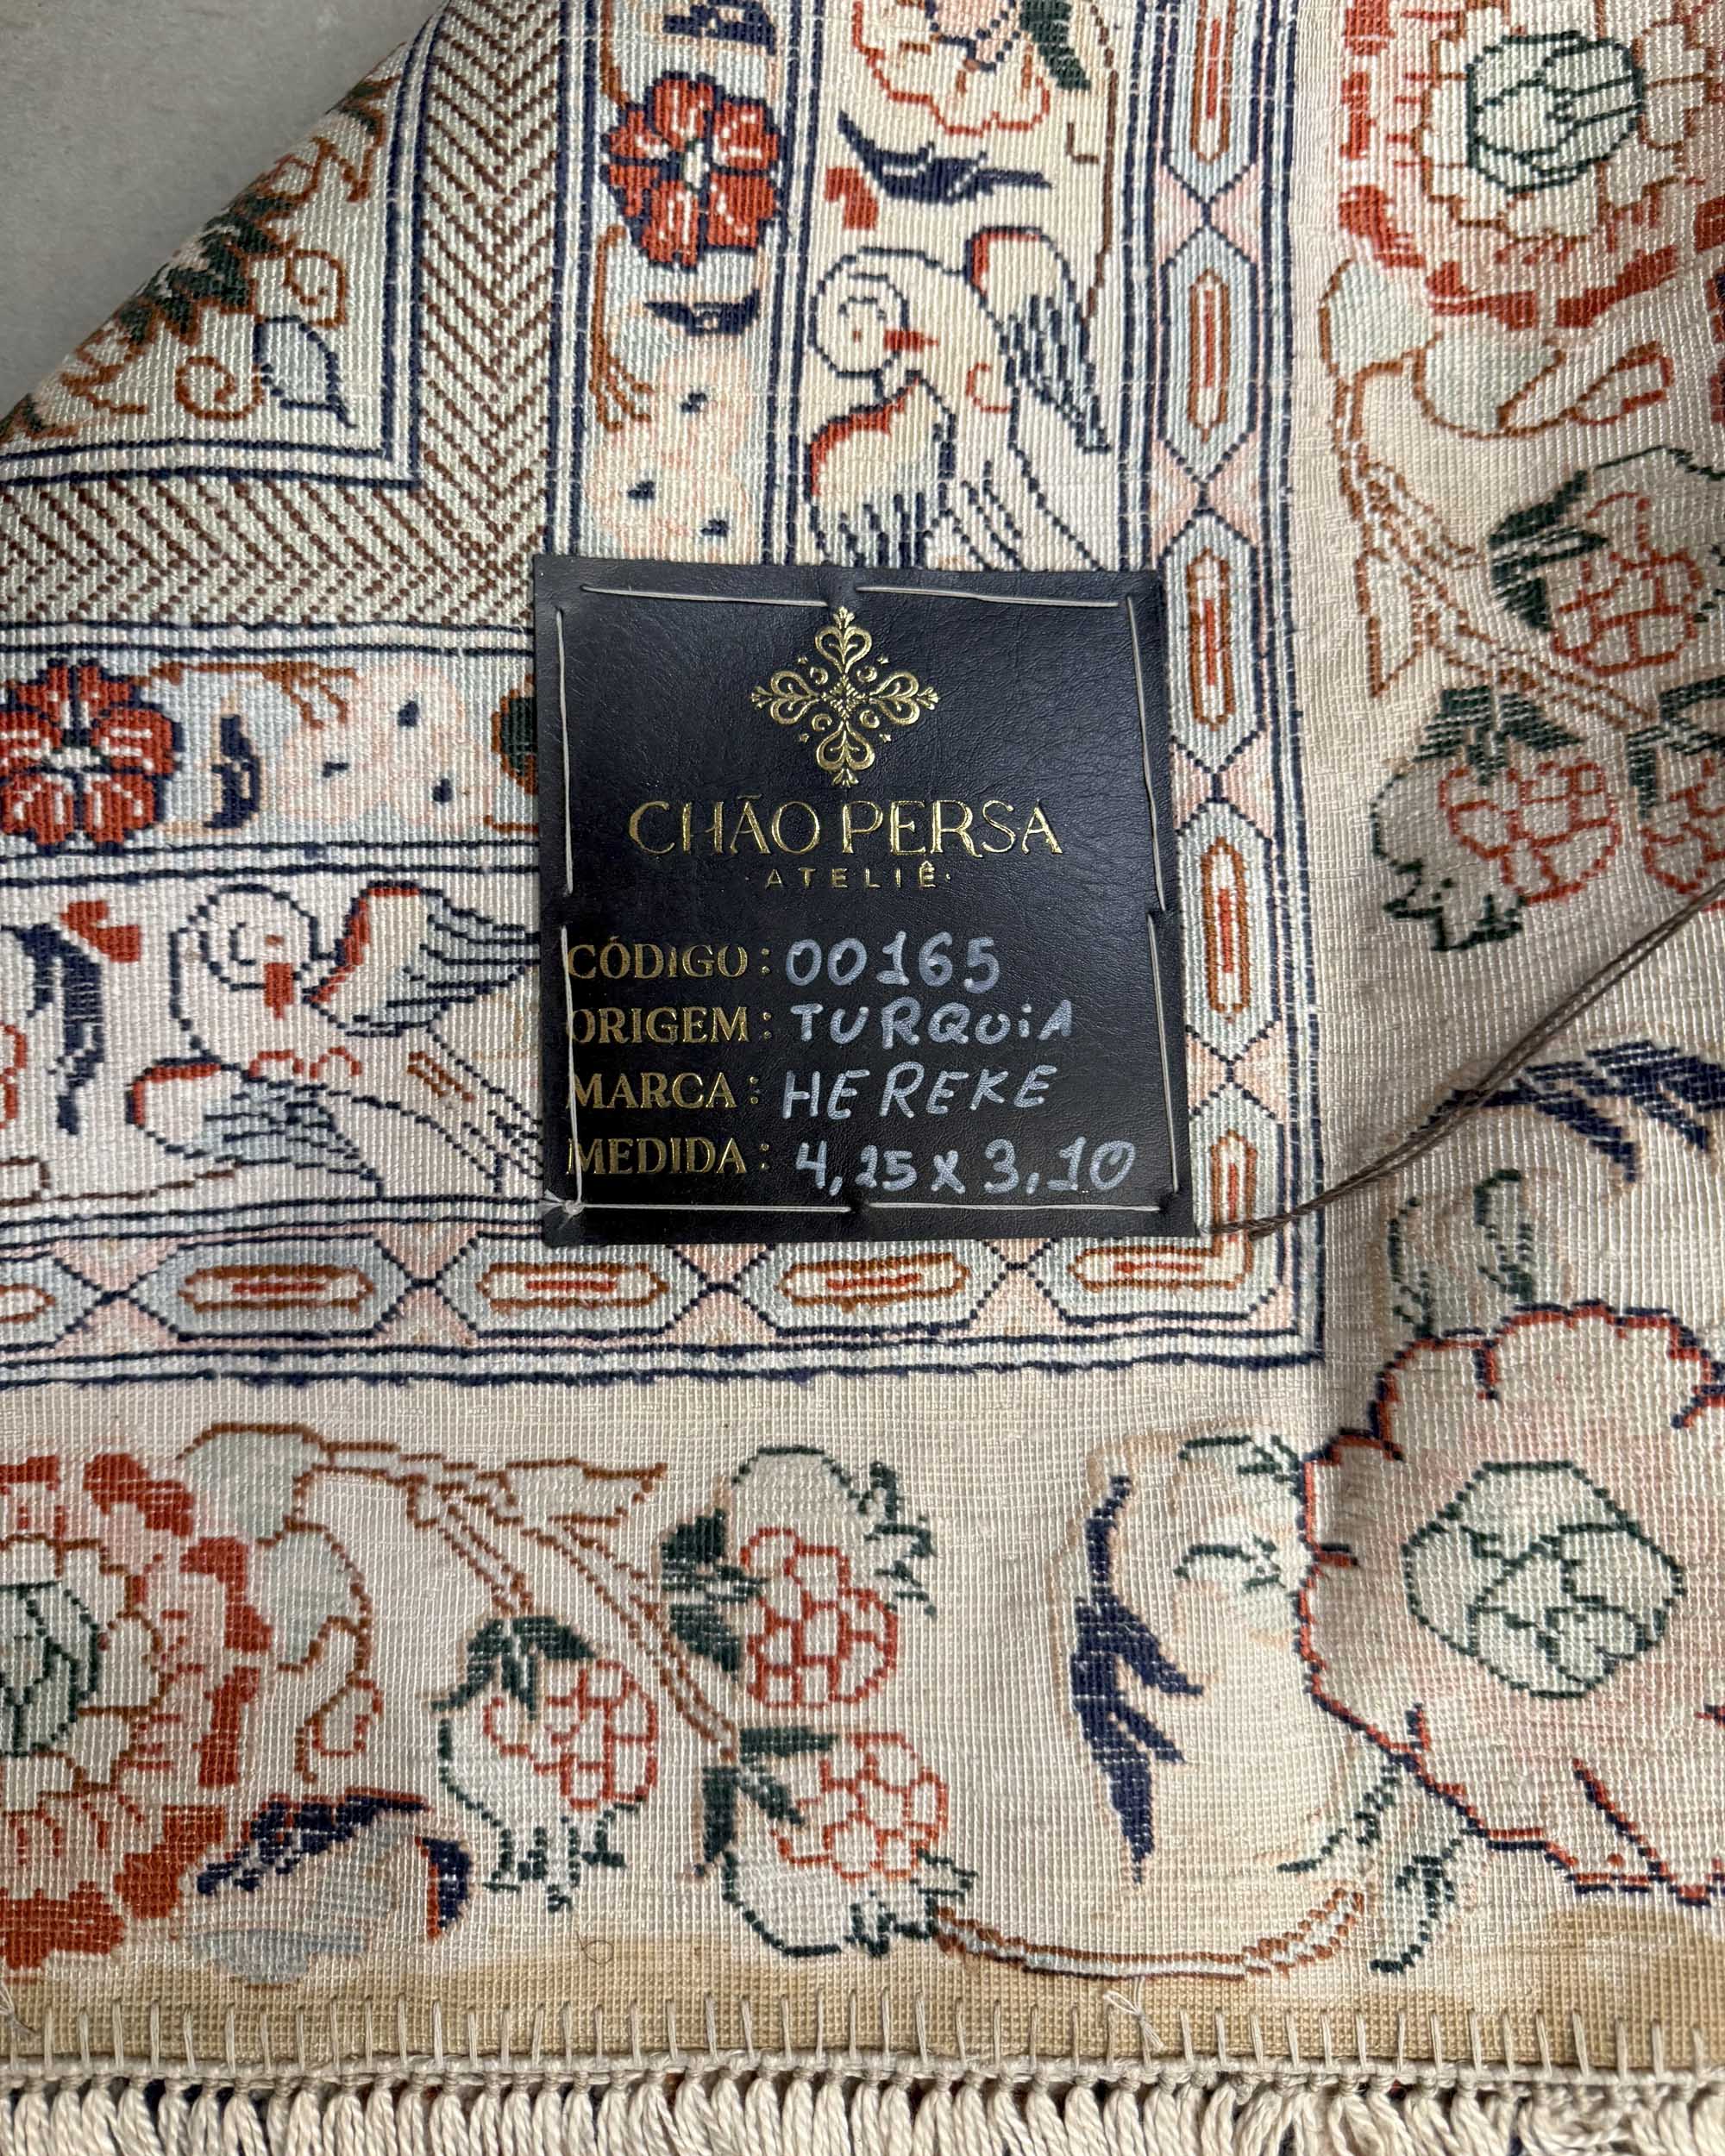 CHÃO PERSA
·ATELIÊ·
CÓDIGO: 00165
ORIGEM: TURQUiA
MARCA: HEREKE
MEDIDA: 4,25 x 3,10